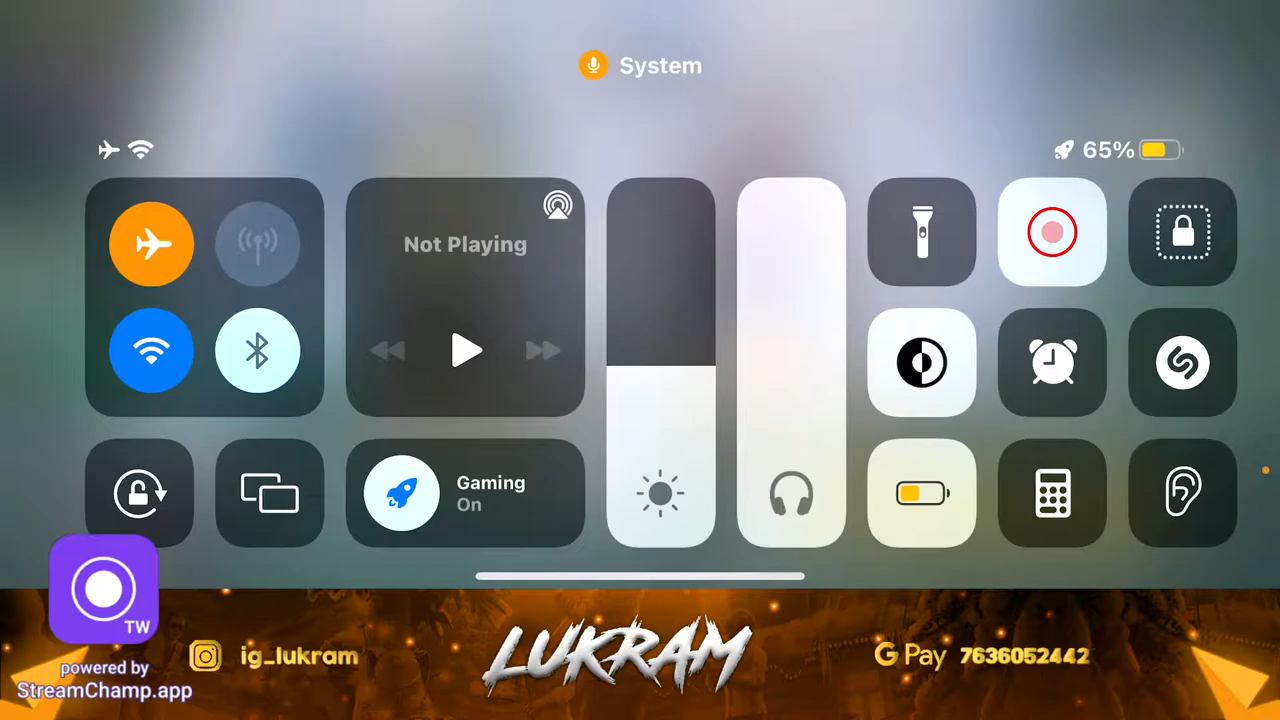 System
65%
Not Playing
Gaming
On
TW
powered by
StreamChamp.app
ig_lukram
LUKRAM
G Pay 7636052442